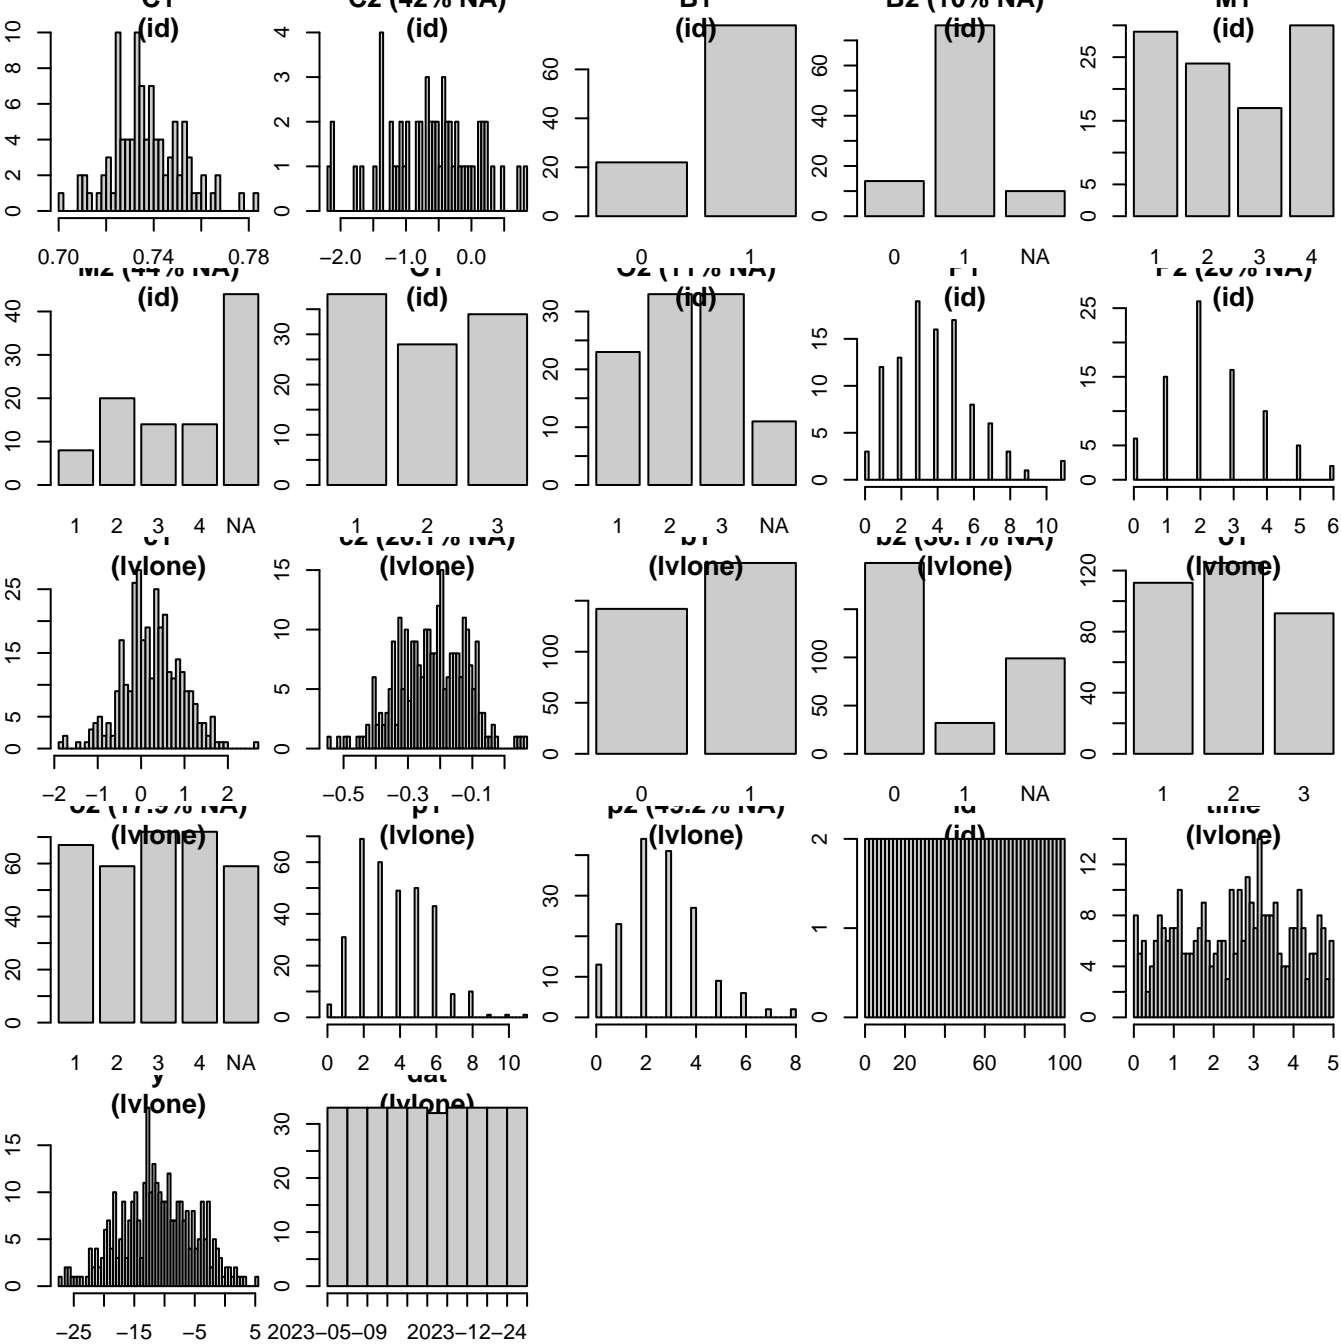 C1
(id)
0 2 4 6 8 10
0.70 0.74 0.78
C2 (42% NA)
(id)
0 1 2 3 4
−2.0 −1.0 0.0
B1
(id)
0 20 40 60
0 1
B2 (10% NA)
(id)
0 20 40 60
0 1 NA
M1
(id)
0 5 15 25
1 2 3 4
M2 (44% NA)
(id)
0 10 20 30 40
1 2 3 4 NA
O1
(id)
0 10 20 30
1 2 3
O2 (11% NA)
(id)
0 10 20 30
1 2 3 NA
P1
(id)
0 5 10 15
0 2 4 6 8 10
P2 (20% NA)
(id)
0 5 15 25
0 1 2 3 4 5 6
c1
(lvlone)
0 5 15 25
−2 −1 0 1 2
c2 (20.1% NA)
(lvlone)
0 5 10 15
−0.5 −0.3 −0.1
b1
(lvlone)
0 50 100
0 1
b2 (30.1% NA)
(lvlone)
0 50 100
0 1 NA
o1
(lvlone)
0 40 80 120
1 2 3
o2 (17.9% NA)
(lvlone)
0 20 40 60
1 2 3 4 NA
p1
(lvlone)
0 20 40 60
0 2 4 6 8 10
p2 (49.2% NA)
(lvlone)
0 10 30
0 2 4 6 8
id
(id)
0 1 2
0 20 60 100
time
(lvlone)
0 4 8 12
0 1 2 3 4 5
y
(lvlone)
0 5 10 15
−25 −15 −5 5
dat
(lvlone)
0 10 20 30
2023−05−09 2023−12−24